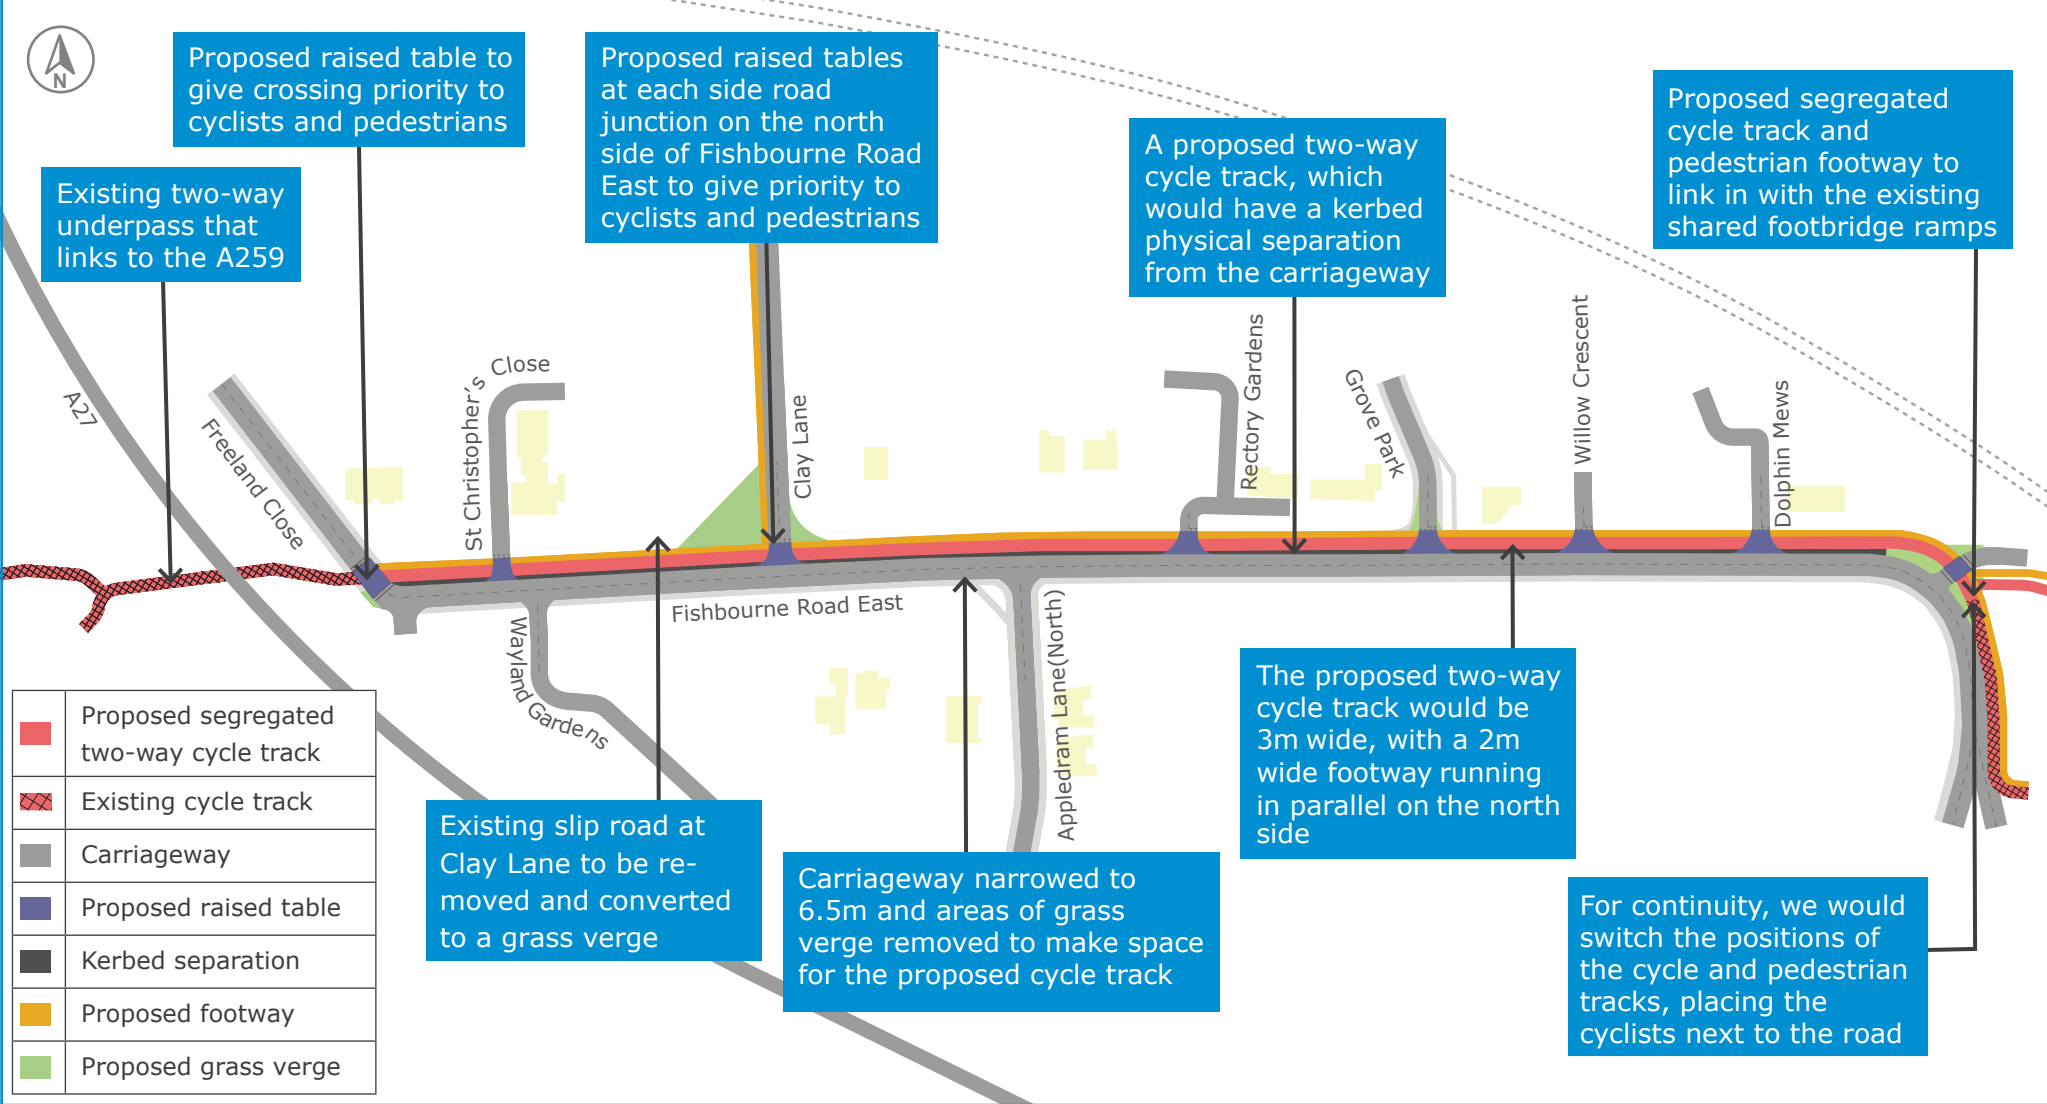 N
Proposed raised table to
give crossing priority to
cyclists and pedestrians
Existing two-way
underpass that
links to the A259
Proposed raised tables
at each side road
junction on the north
side of Fishbourne Road
East to give priority to
cyclists and pedestrians
A proposed two-way
cycle track, which
would have a kerbed
physical separation
from the carriageway
Proposed segregated
cycle track and
pedestrian footway to
link in with the existing
shared footbridge ramps
A27
Freeland Close
St Christopher's Close
Clay Lane
Rectory Gardens
Grove Park
Willow Crescent
Dolphin Mews
Fishbourne Road East
Wayland Gardens
Appledram Lane(North)
Existing slip road at
Clay Lane to be re-
moved and converted
to a grass verge
Carriageway narrowed to
6.5m and areas of grass
verge removed to make space
for the proposed cycle track
The proposed two-way
cycle track would be
3m wide, with a 2m
wide footway running
in parallel on the north
side
For continuity, we would
switch the positions of
the cycle and pedestrian
tracks, placing the
cyclists next to the road
Proposed segregated
two-way cycle track
Existing cycle track
Carriageway
Proposed raised table
Kerbed separation
Proposed footway
Proposed grass verge